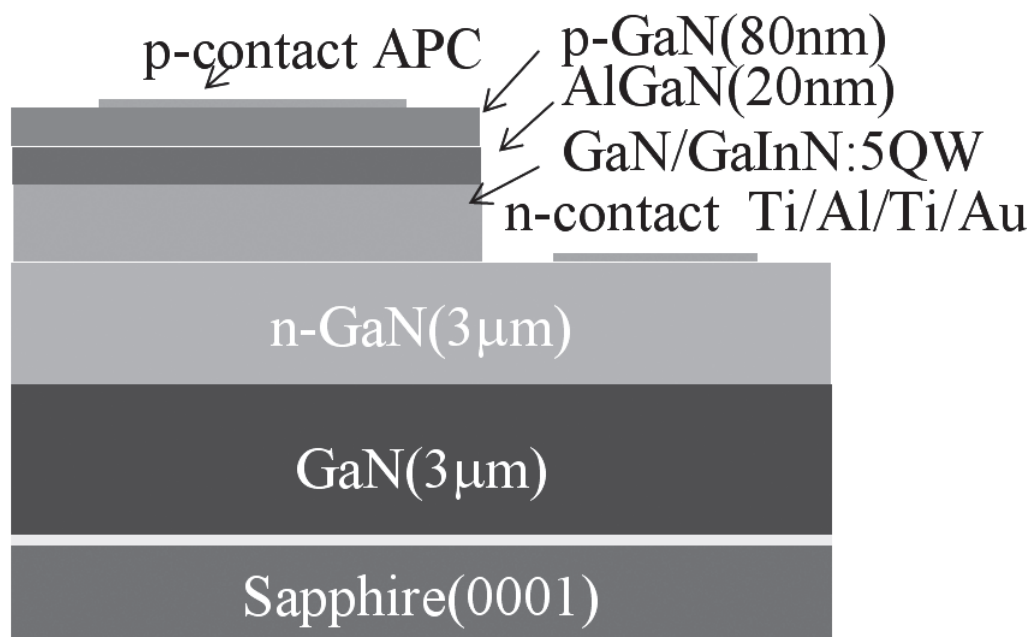 p-contact APC
p-GaN(80nm)
AlGaN(20nm)
GaN/GaInN:5QW
n-contact Ti/Al/Ti/Au
n-GaN(3μm)
GaN(3μm)
Sapphire(0001)